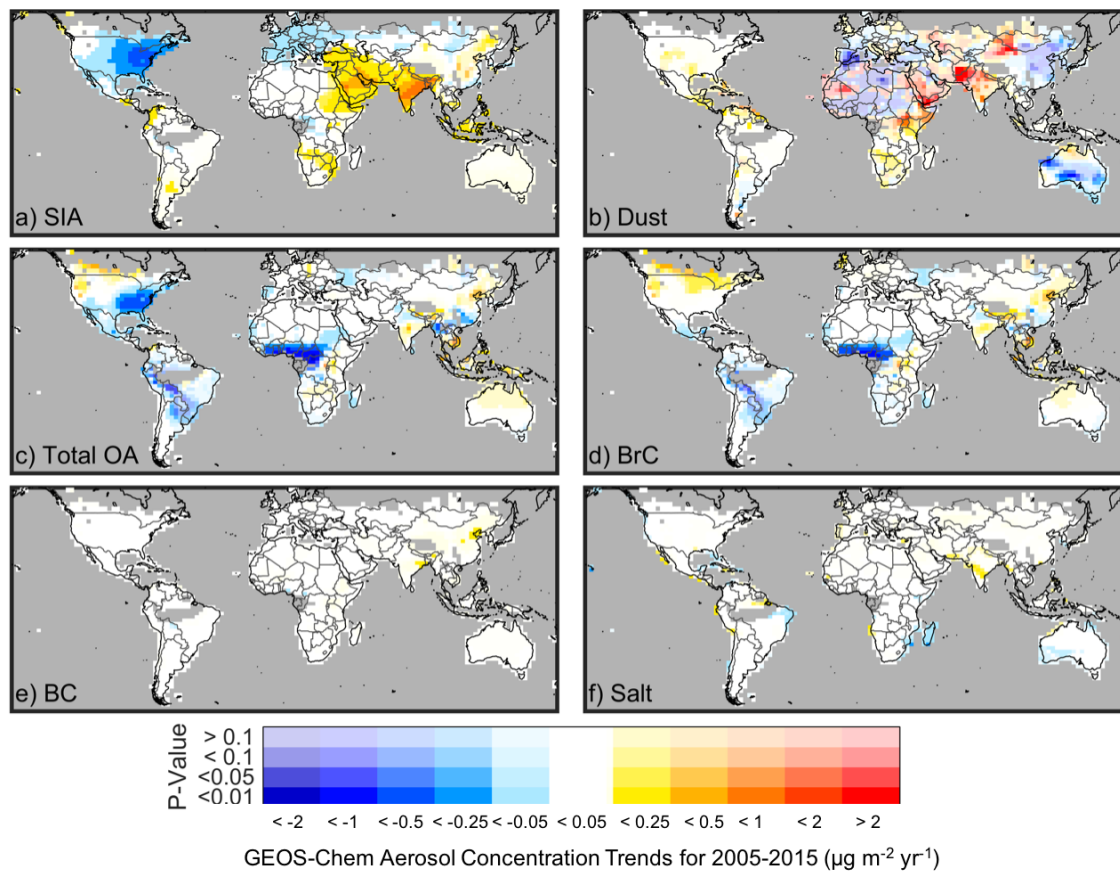 a) SIA
b) Dust
c) Total OA
d) BrC
e) BC
f) Salt
P-Value
> 0.1
< 0.1
<0.05
<0.01
< -2 < -1 < -0.5 < -0.25 < -0.05 < 0.05 < 0.25 < 0.5 < 1 < 2 > 2
GEOS-Chem Aerosol Concentration Trends for 2005-2015 (µg m⁻² yr⁻¹)